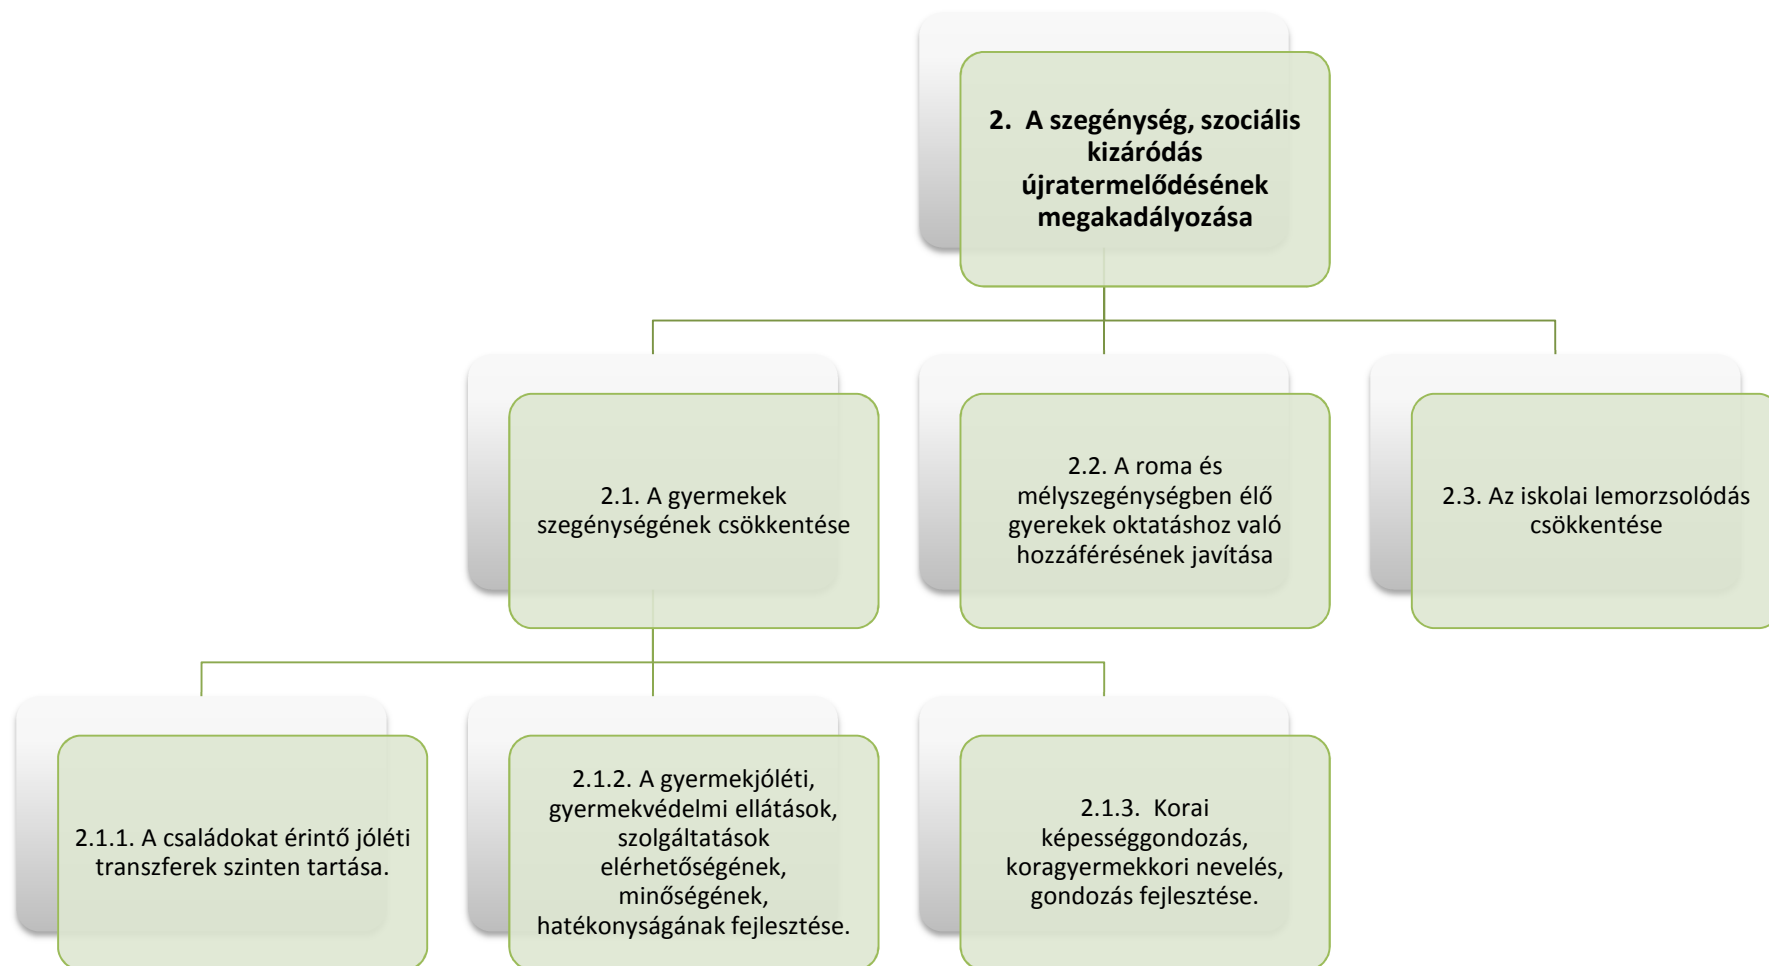 2. A szegénység, szociális
kizáródás
újratermelődésének
megakadályozása
2.1. A gyermekek
szegénységének csökkentése
2.2. A roma és
mélyszegénységben élő
gyerekek oktatáshoz való
hozzáférésének javítása
2.3. Az iskolai lemorzsolódás
csökkentése
2.1.1. A családokat érintő jóléti
transzferek szinten tartása.
2.1.2. A gyermekjóléti,
gyermekvédelmi ellátások,
szolgáltatások
elérhetőségének,
minőségének,
hatékonyságának fejlesztése.
2.1.3. Korai
képességgondozás,
koragyermekkori nevelés,
gondozás fejlesztése.